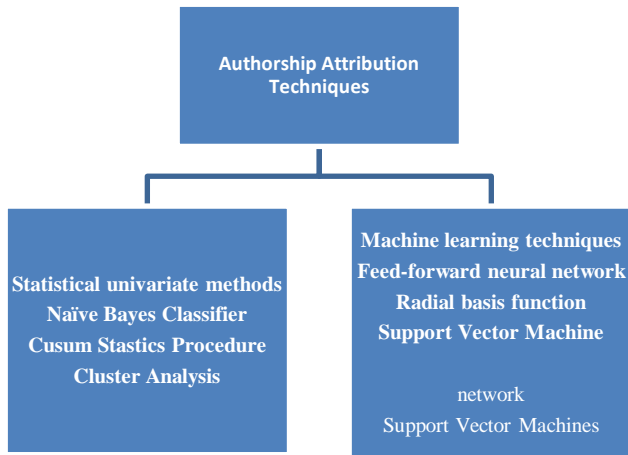 Authorship Attribution
Techniques
Statistical univariate methods
Naïve Bayes Classifier
Cusum Stastics Procedure
Cluster Analysis
Machine learning techniques
Feed-forward neural network
Radial basis function
Support Vector Machine
network
Support Vector Machines